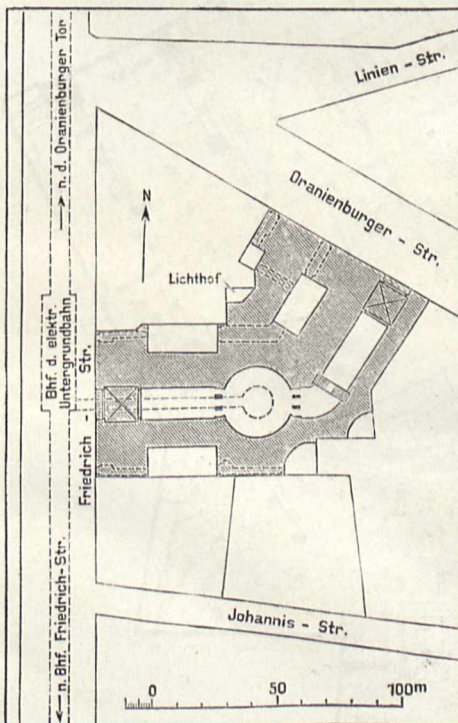 Linien - Str.
Oranienburger - Str.
n. d. Oranienburger Tor
N
Lichthof
Bhf. d. elektr.
Untergrundbahn
Friedrich - Str.
n. Bhf. Friedrich-Str.
Johannis - Str.
0 50 100m